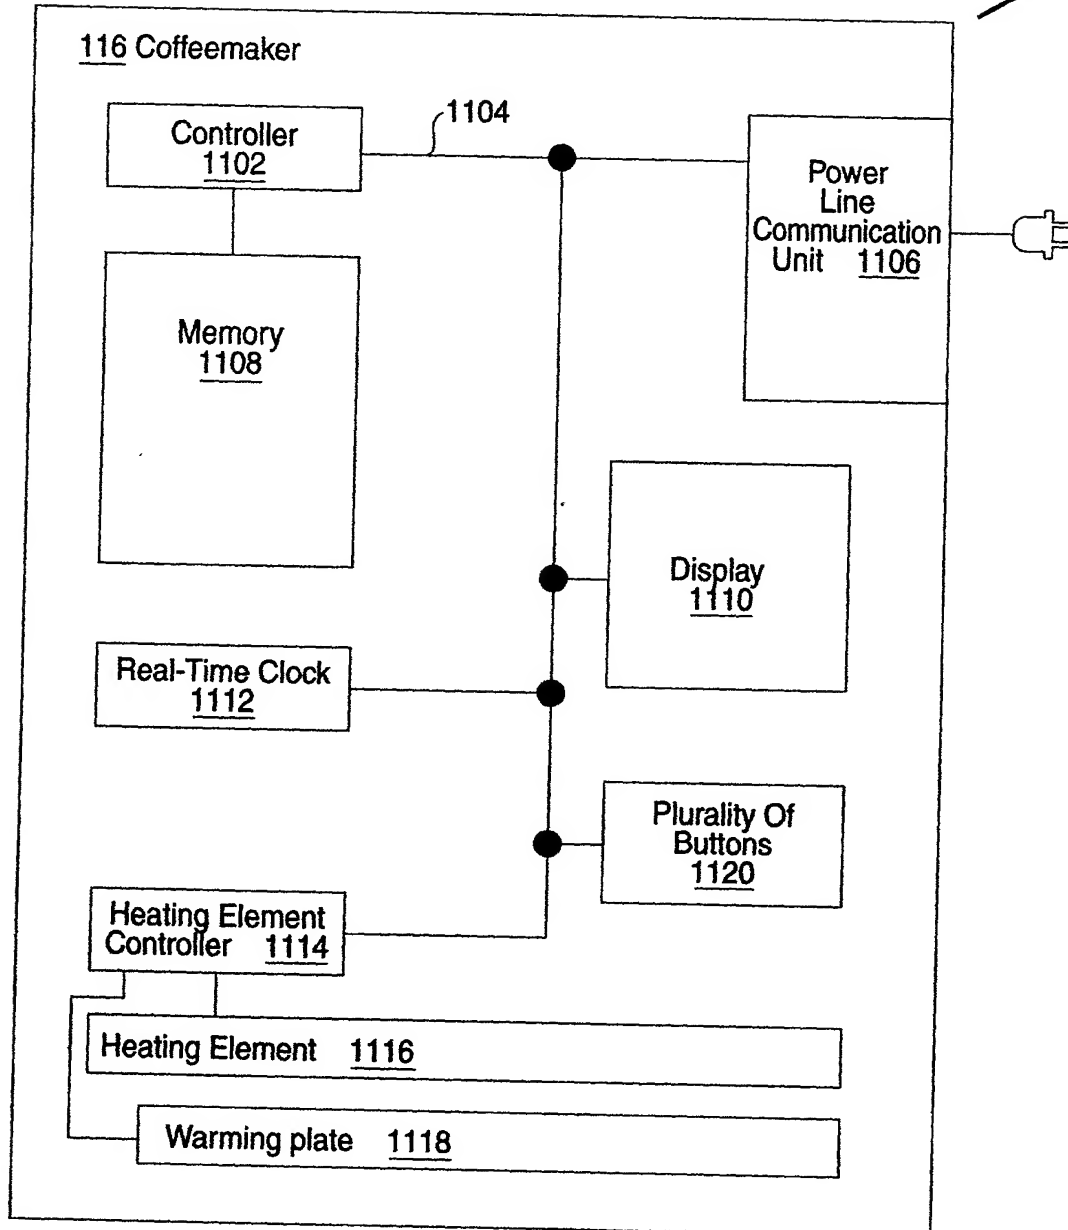 116 Coffeemaker
Controller
1102
1104
Power
Line
Communication
Unit 1106
Memory
1108
Display
1110
Real-Time Clock
1112
Plurality Of
Buttons
1120
Heating Element
Controller 1114
Heating Element 1116
Warming plate 1118